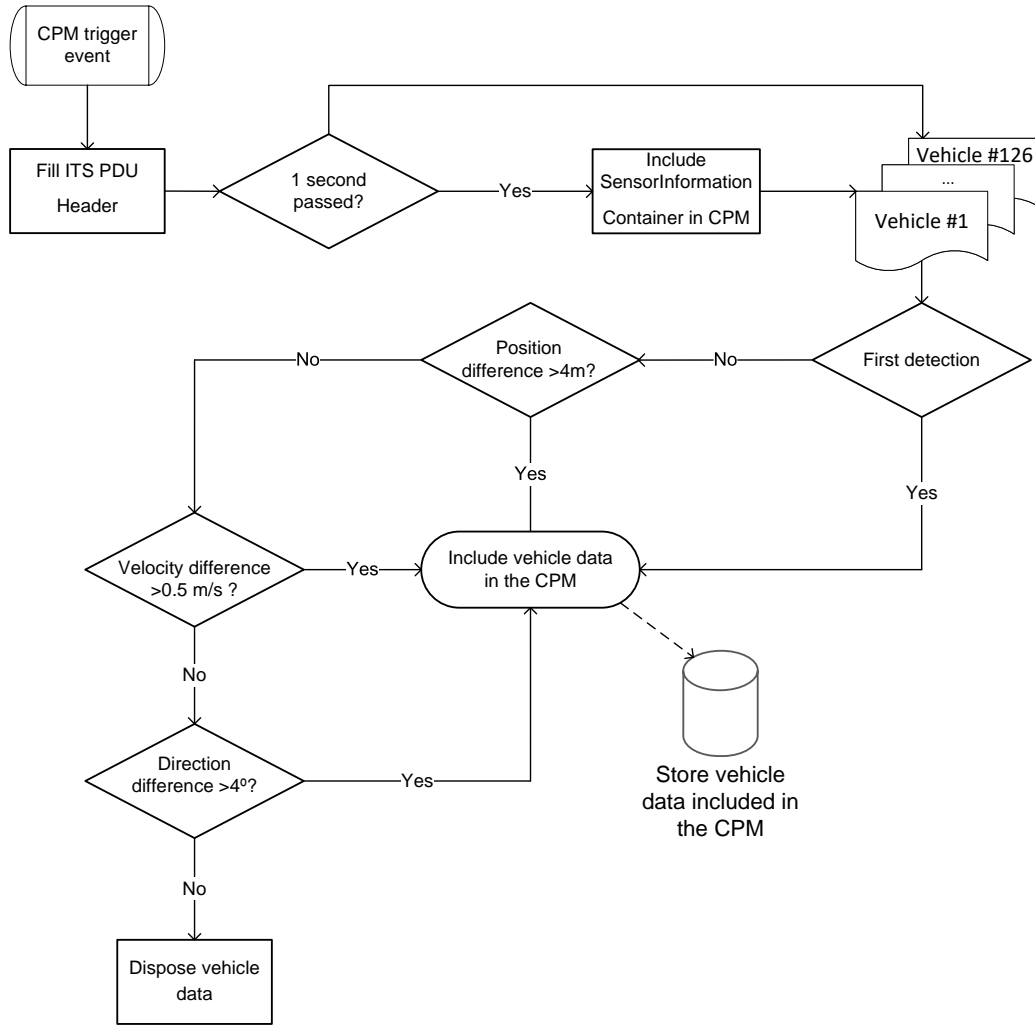 CPM trigger
event
Fill ITS PDU
Header
1 second
passed?
Yes
Include
SensorInformation
Container in CPM
Vehicle #126
...
Vehicle #1
First detection
No
Yes
Position
difference >4m?
No
Yes
Velocity difference
>0.5 m/s ?
Yes
No
Include vehicle data
in the CPM
Direction
difference >4º?
Yes
No
Store vehicle
data included in
the CPM
Dispose vehicle
data